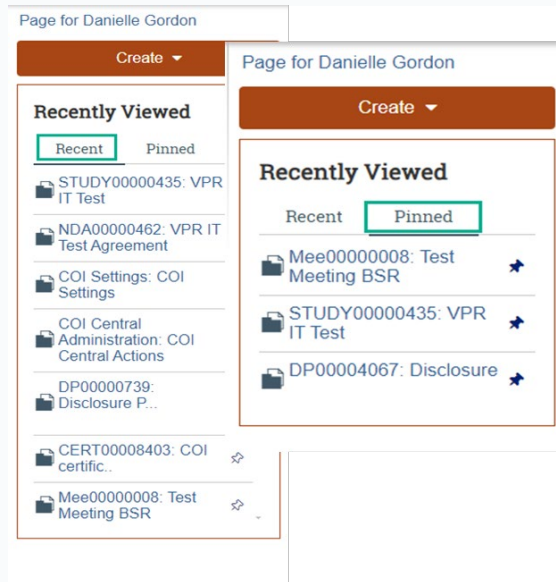 Page for Danielle Gordon
Create
Recently Viewed
Recent Pinned
STUDY00000435: VPR
IT Test
NDA00000462: VPR IT
Test Agreement
COI Settings: COI
Settings
COI Central
Administration: COI
Central Actions
DP00000739:
Disclosure P...
CERT00008403: COI
certific..
Mee00000008: Test
Meeting BSR
Page for Danielle Gordon
Create
Recently Viewed
Recent Pinned
Mee00000008: Test
Meeting BSR
STUDY00000435: VPR
IT Test
DP00004067: Disclosure